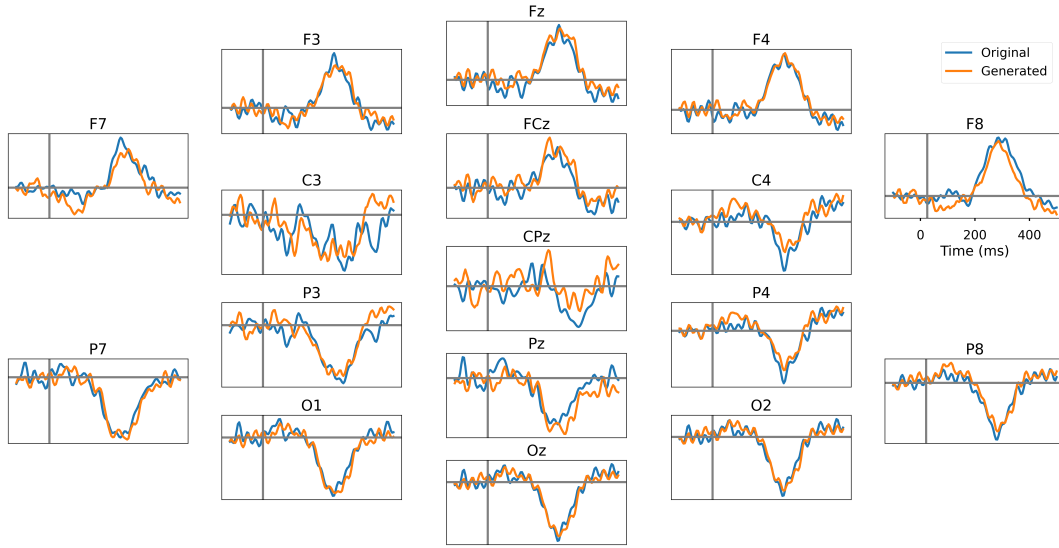 Fz
F3
F4
Original
Generated
F7
FCz
F8
C3
C4
0 200 400
Time (ms)
CPz
P3
P4
P7
Pz
P8
O1
O2
Oz